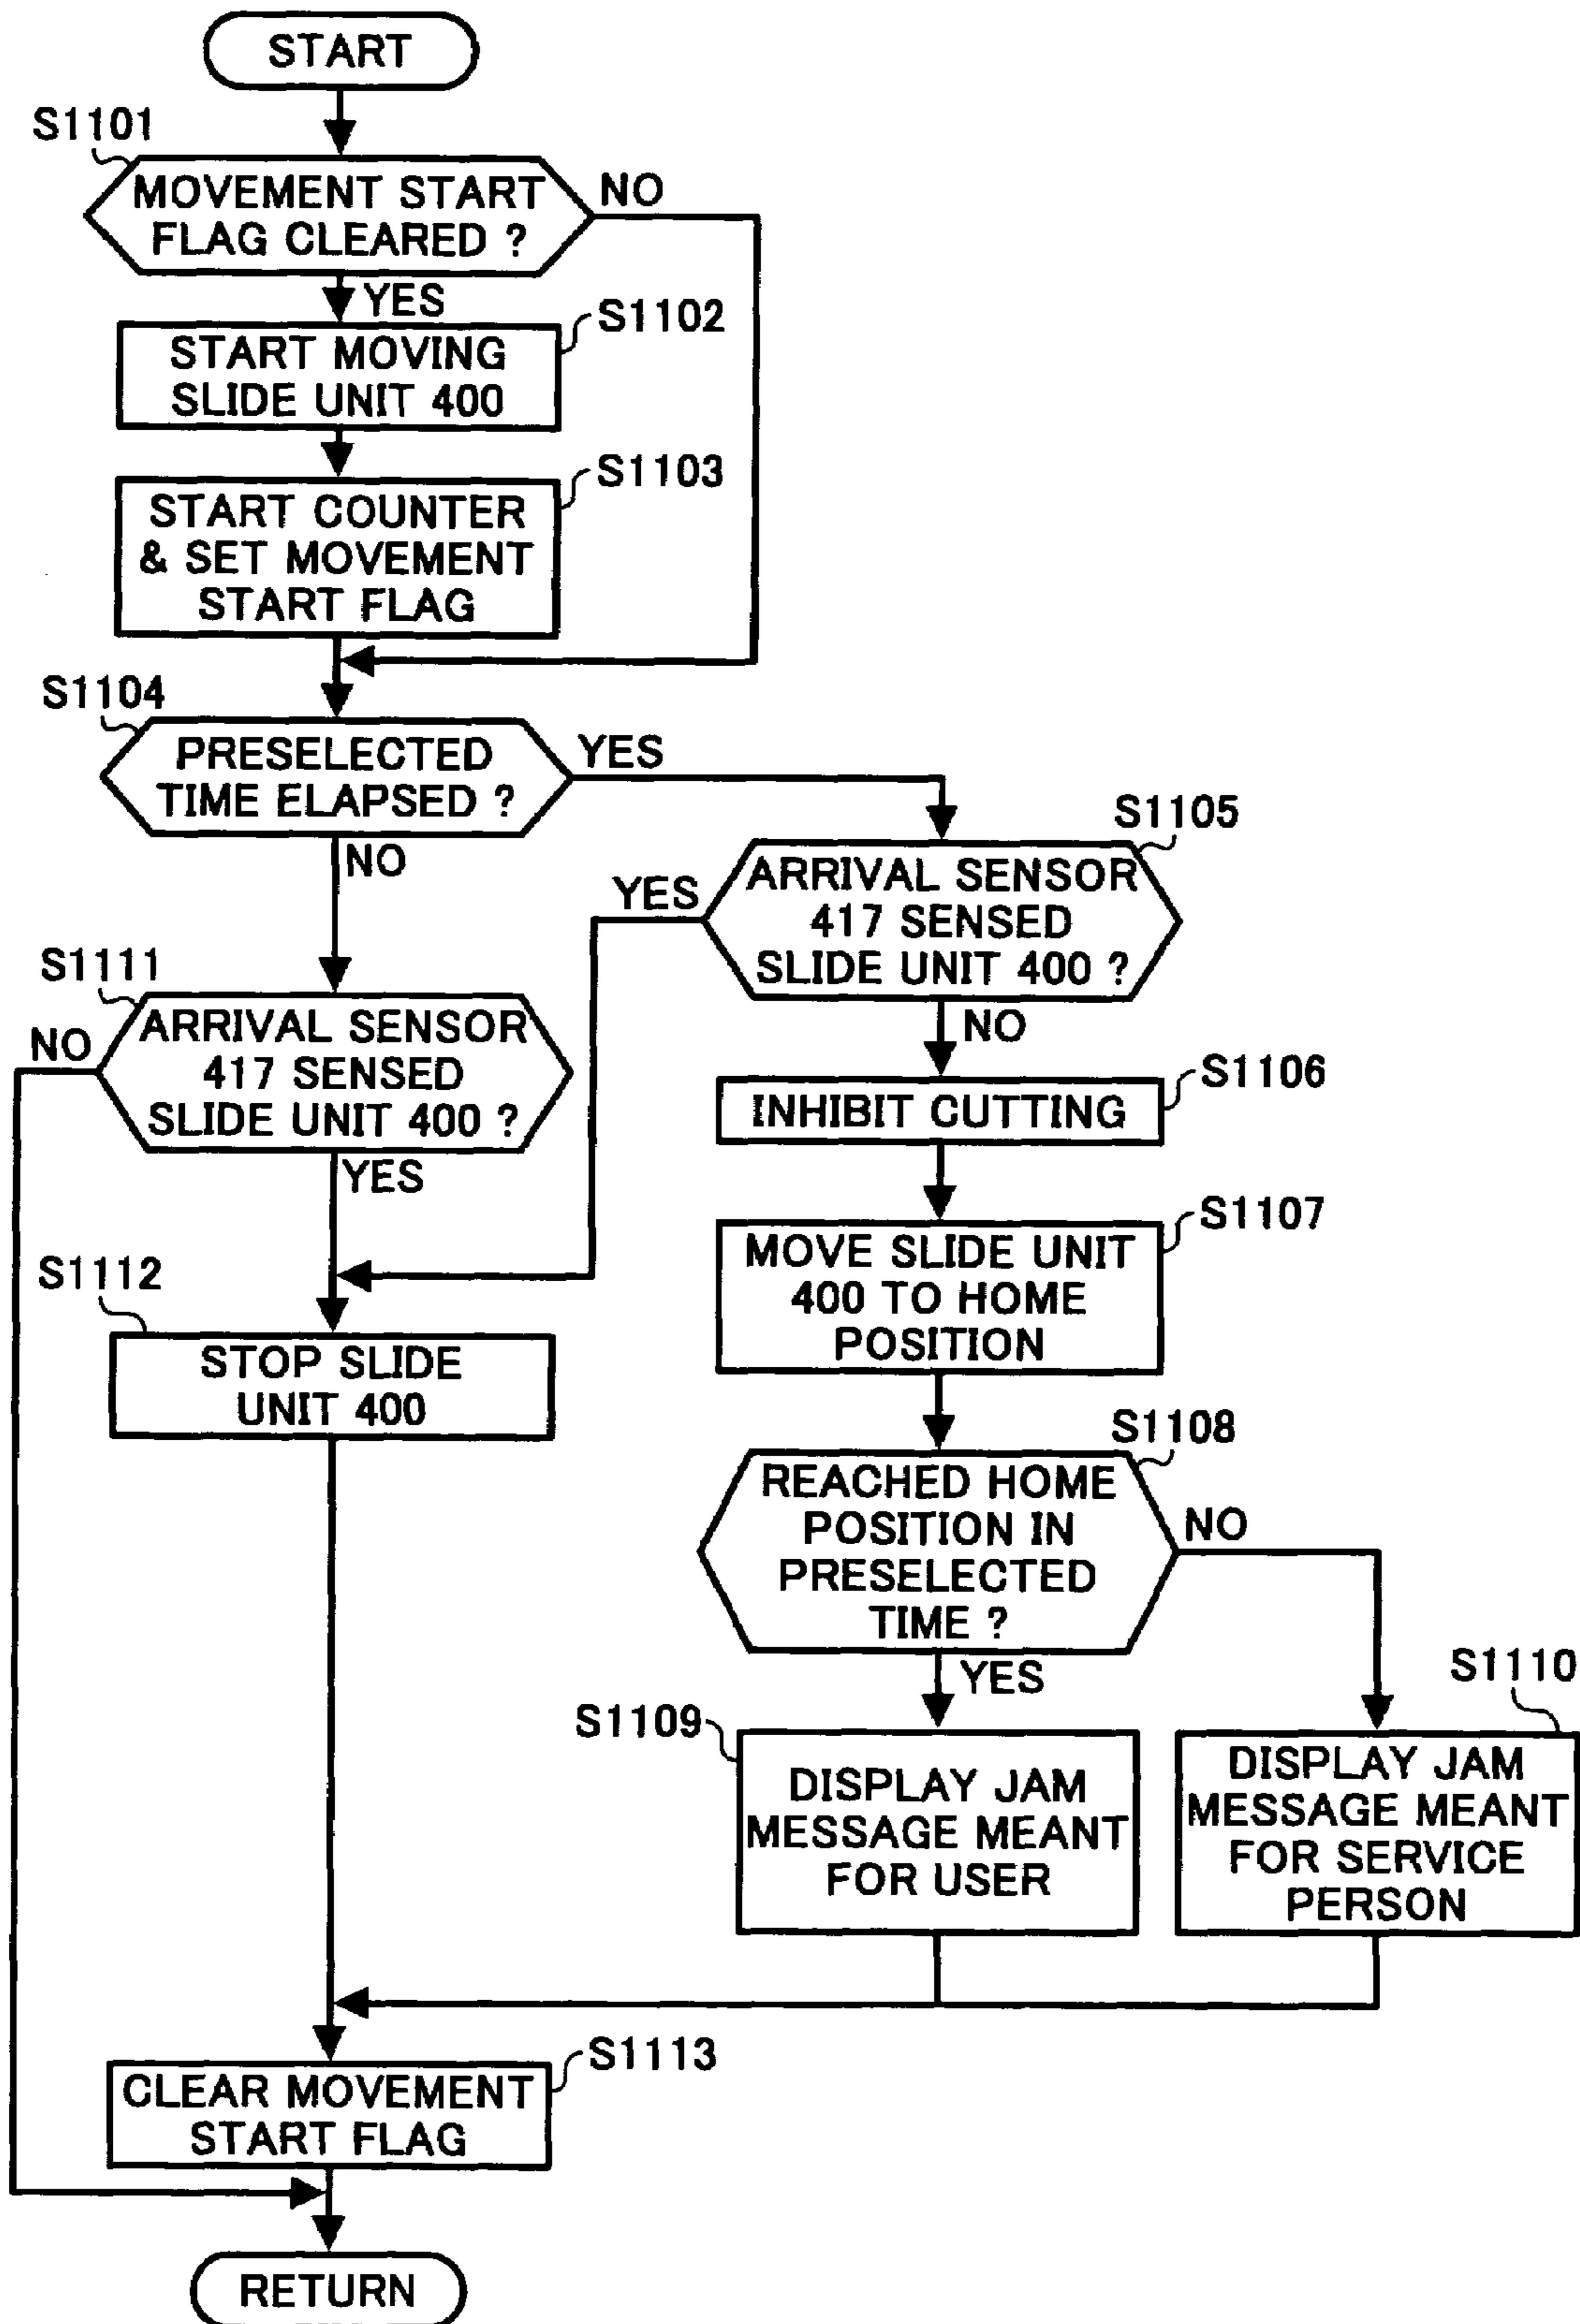 START
S1101
MOVEMENT START
FLAG CLEARED ?
NO
YES
S1102
START MOVING
SLIDE UNIT 400
S1103
START COUNTER
& SET MOVEMENT
START FLAG
S1104
PRESELECTED
TIME ELAPSED ?
YES
NO
S1105
ARRIVAL SENSOR
417 SENSED
SLIDE UNIT 400 ?
YES
NO
S1111
ARRIVAL SENSOR
417 SENSED
SLIDE UNIT 400 ?
NO
YES
S1106
INHIBIT CUTTING
S1107
MOVE SLIDE UNIT
400 TO HOME
POSITION
S1112
STOP SLIDE
UNIT 400
S1108
REACHED HOME
POSITION IN
PRESELECTED
TIME ?
NO
YES
S1109
DISPLAY JAM
MESSAGE MEANT
FOR USER
S1110
DISPLAY JAM
MESSAGE MEANT
FOR SERVICE
PERSON
S1113
CLEAR MOVEMENT
START FLAG
RETURN